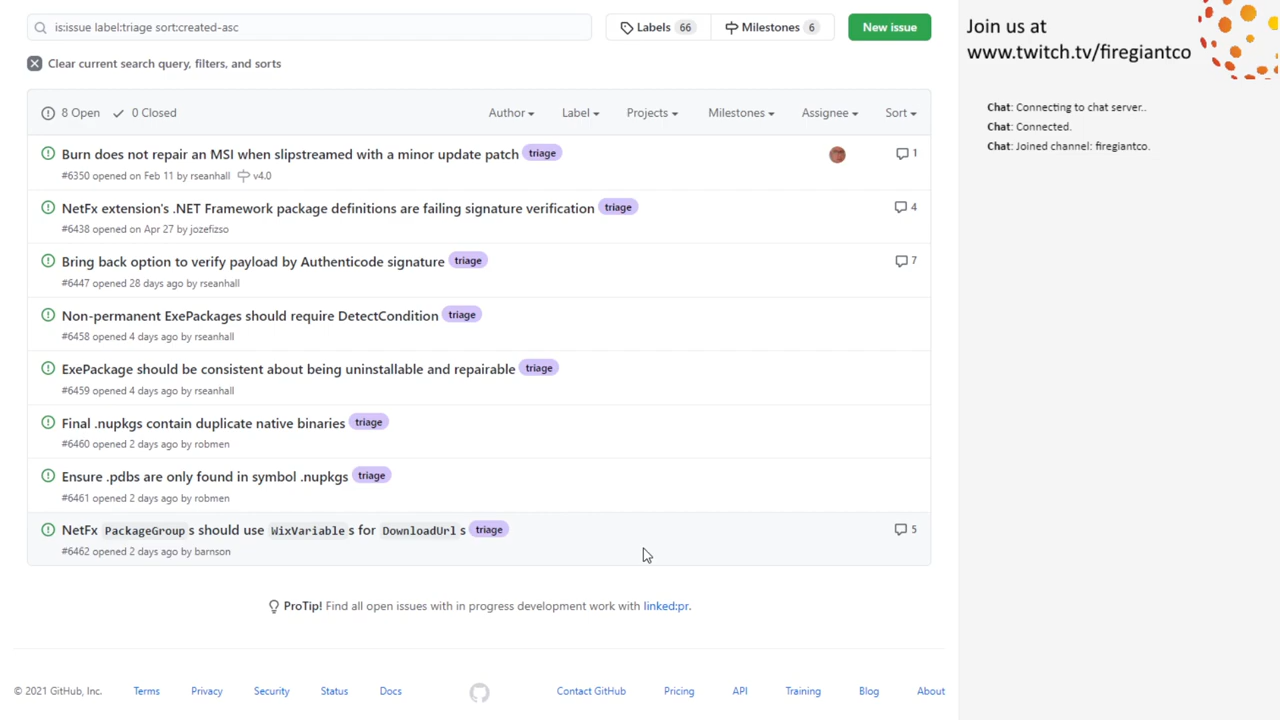 is:issue label:triage sort:created-asc
Labels 66
Milestones 6
New issue
Clear current search query, filters, and sorts
8 Open
0 Closed
Author
Label
Projects
Milestones
Assignee
Sort
Burn does not repair an MSI when slipstreamed with a minor update patch triage
1
#6350 opened on Feb 11 by rseanhall v4.0
NetFx extension's .NET Framework package definitions are failing signature verification triage
4
#6438 opened on Apr 27 by jozefizso
Bring back option to verify payload by Authenticode signature triage
7
#6447 opened 28 days ago by rseanhall
Non-permanent ExePackages should require DetectCondition triage
#6458 opened 4 days ago by rseanhall
ExePackage should be consistent about being uninstallable and repairable triage
#6459 opened 4 days ago by rseanhall
Final .nupkgs contain duplicate native binaries triage
#6460 opened 2 days ago by robmen
Ensure .pdbs are only found in symbol .nupkgs triage
#6461 opened 2 days ago by robmen
NetFx PackageGroup s should use WixVariable s for DownloadUrl s triage
5
#6462 opened 2 days ago by barnson
ProTip! Find all open issues with in progress development work with linked:pr.
© 2021 GitHub, Inc.
Terms
Privacy
Security
Status
Docs
Contact GitHub
Pricing
API
Training
Blog
About
Join us at
www.twitch.tv/firegiantco
Chat: Connecting to chat server..
Chat: Connected.
Chat: Joined channel: firegiantco.